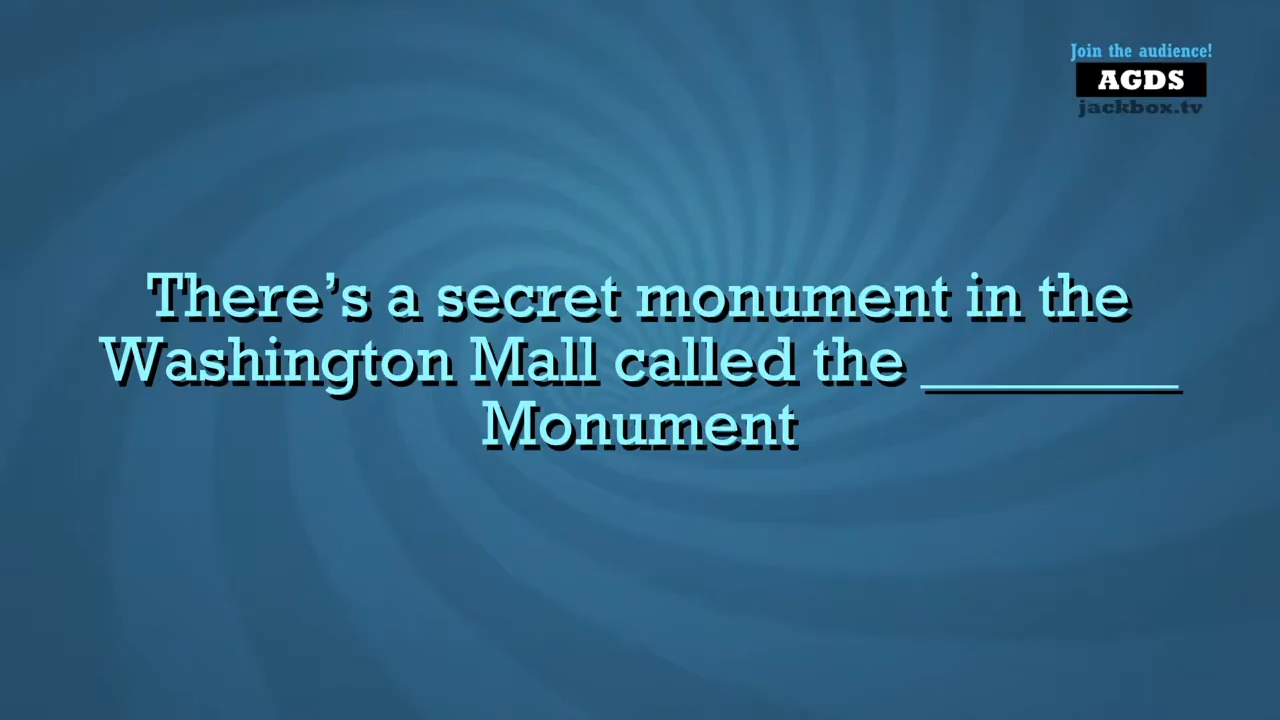 Join the audience!
AGDS
jackbox.tv
There’s a secret monument in the
Washington Mall called the ________
Monument